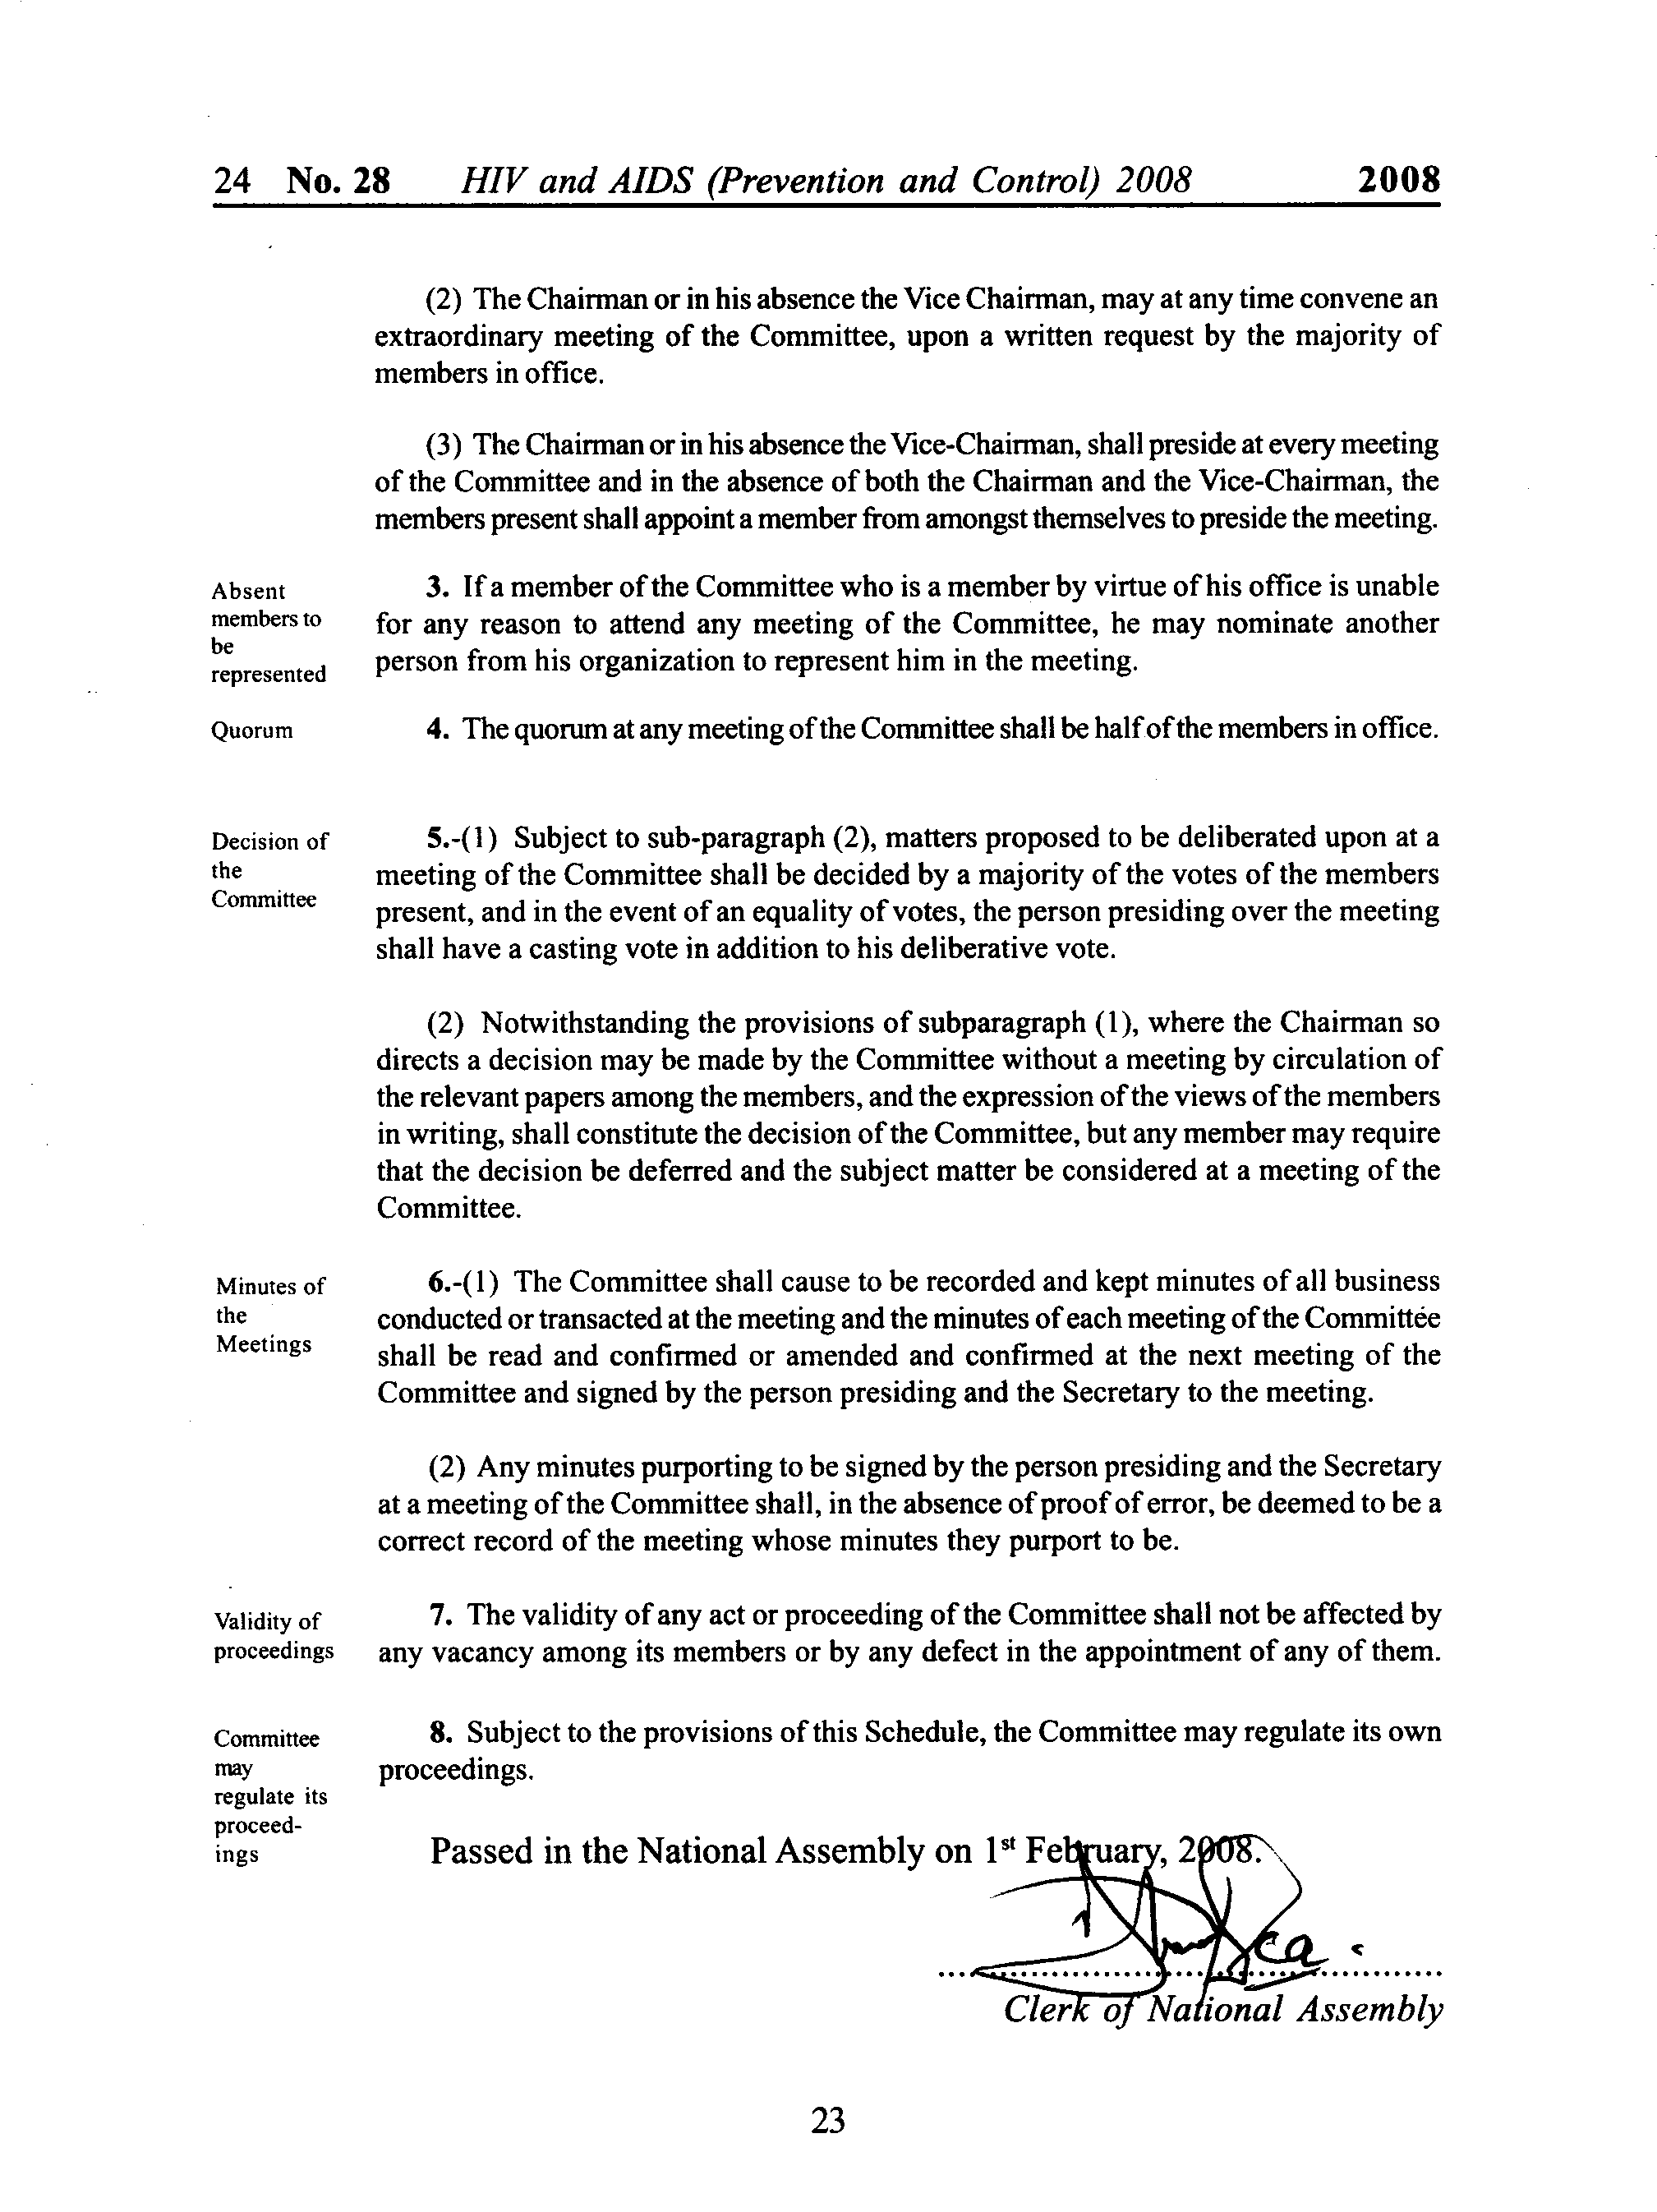 24 No. 28 HIV and AIDS (Prevention and Control) 2008 2008
(2) The Chairman or in his absence the Vice Chairman, may at any time convene an
extraordinary meeting of the Committee, upon a written request by the majority of
members in office.
(3) The Chairman or in his absence the Vice-Chairman, shall preside at every meeting
of the Committee and in the absence of both the Chairman and the Vice-Chairman, the
members present shall appoint a member from amongst themselves to preside the meeting.
Absent
members to
be
represented
3. If a member of the Committee who is a member by virtue of his office is unable
for any reason to attend any meeting of the Committee, he may nominate another
person from his organization to represent him in the meeting.
Quorum
4. The quorum at any meeting of the Committee shall be half of the members in office.
Decision of
the
Committee
5.-(1) Subject to sub-paragraph (2), matters proposed to be deliberated upon at a
meeting of the Committee shall be decided by a majority of the votes of the members
present, and in the event of an equality of votes, the person presiding over the meeting
shall have a casting vote in addition to his deliberative vote.
(2) Notwithstanding the provisions of subparagraph (1), where the Chairman so
directs a decision may be made by the Committee without a meeting by circulation of
the relevant papers among the members, and the expression of the views of the members
in writing, shall constitute the decision of the Committee, but any member may require
that the decision be deferred and the subject matter be considered at a meeting of the
Committee.
Minutes of
the
Meetings
6.-(1) The Committee shall cause to be recorded and kept minutes of all business
conducted or transacted at the meeting and the minutes of each meeting of the Committee
shall be read and confirmed or amended and confirmed at the next meeting of the
Committee and signed by the person presiding and the Secretary to the meeting.
(2) Any minutes purporting to be signed by the person presiding and the Secretary
at a meeting of the Committee shall, in the absence of proof of error, be deemed to be a
correct record of the meeting whose minutes they purport to be.
Validity of
proceedings
7. The validity of any act or proceeding of the Committee shall not be affected by
any vacancy among its members or by any defect in the appointment of any of them.
Committee
may
regulate its
proceed-
ings
8. Subject to the provisions of this Schedule, the Committee may regulate its own
proceedings.
Passed in the National Assembly on 1st February, 2008.
Clerk of National Assembly
23